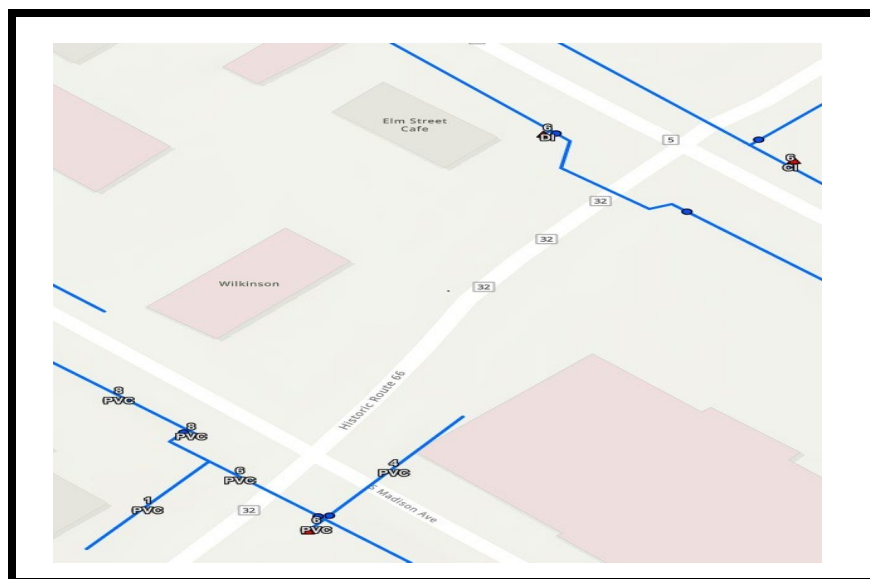 Elm Street
Cafe
6
DI
5
6
CI
32
32
Wilkinson
32
Historic Route 66
8
PVC
8
PVC
6
PVC
4
PVC
1
PVC
32
S Madison Ave
6
PVC